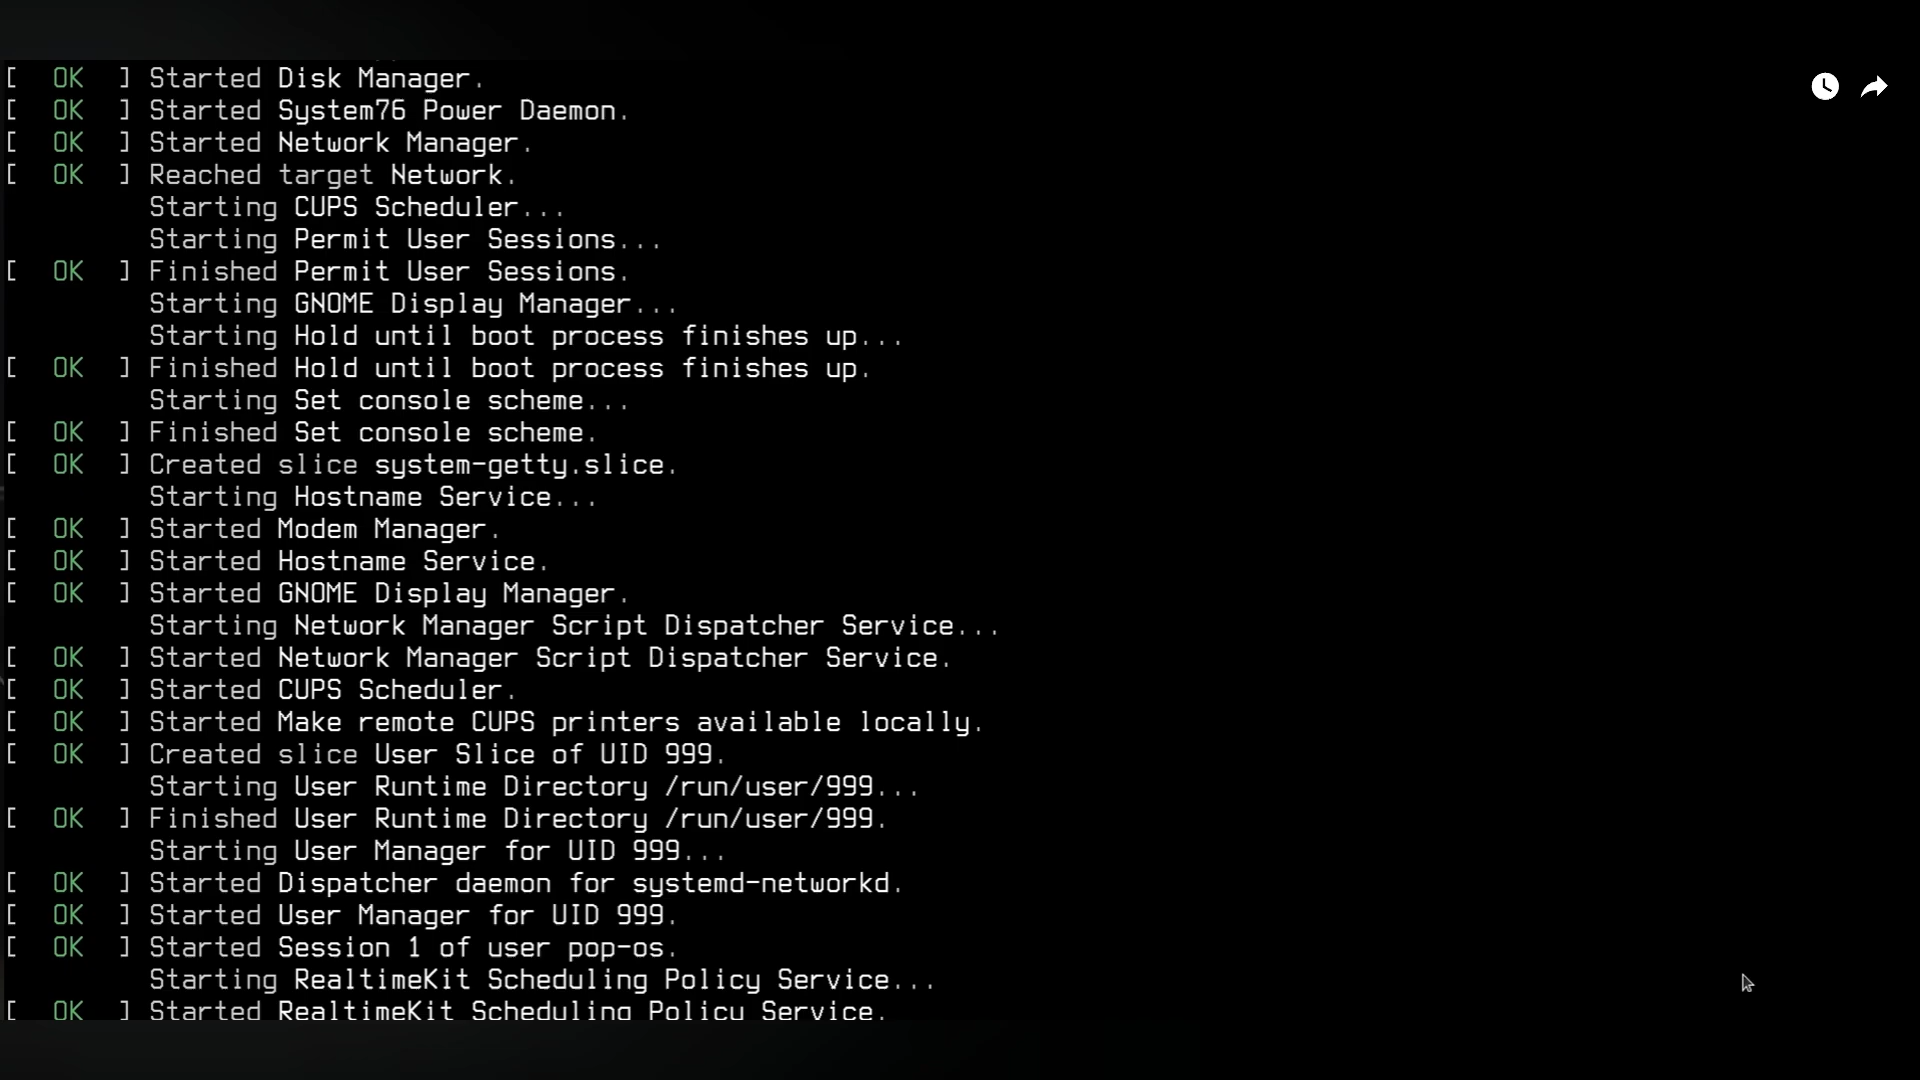 [  OK  ] Started Disk Manager.
[  OK  ] Started System76 Power Daemon.
[  OK  ] Started Network Manager.
[  OK  ] Reached target Network.
         Starting CUPS Scheduler...
         Starting Permit User Sessions...
[  OK  ] Finished Permit User Sessions.
         Starting GNOME Display Manager...
         Starting Hold until boot process finishes up...
[  OK  ] Finished Hold until boot process finishes up.
         Starting Set console scheme...
[  OK  ] Finished Set console scheme.
[  OK  ] Created slice system-getty.slice.
         Starting Hostname Service...
[  OK  ] Started Modem Manager.
[  OK  ] Started Hostname Service.
[  OK  ] Started GNOME Display Manager.
         Starting Network Manager Script Dispatcher Service...
[  OK  ] Started Network Manager Script Dispatcher Service.
[  OK  ] Started CUPS Scheduler.
[  OK  ] Started Make remote CUPS printers available locally.
[  OK  ] Created slice User Slice of UID 999.
         Starting User Runtime Directory /run/user/999...
[  OK  ] Finished User Runtime Directory /run/user/999.
         Starting User Manager for UID 999...
[  OK  ] Started Dispatcher daemon for systemd-networkd.
[  OK  ] Started User Manager for UID 999.
[  OK  ] Started Session 1 of user pop-os.
         Starting RealtimeKit Scheduling Policy Service...
[  OK  ] Started RealtimeKit Scheduling Policy Service.